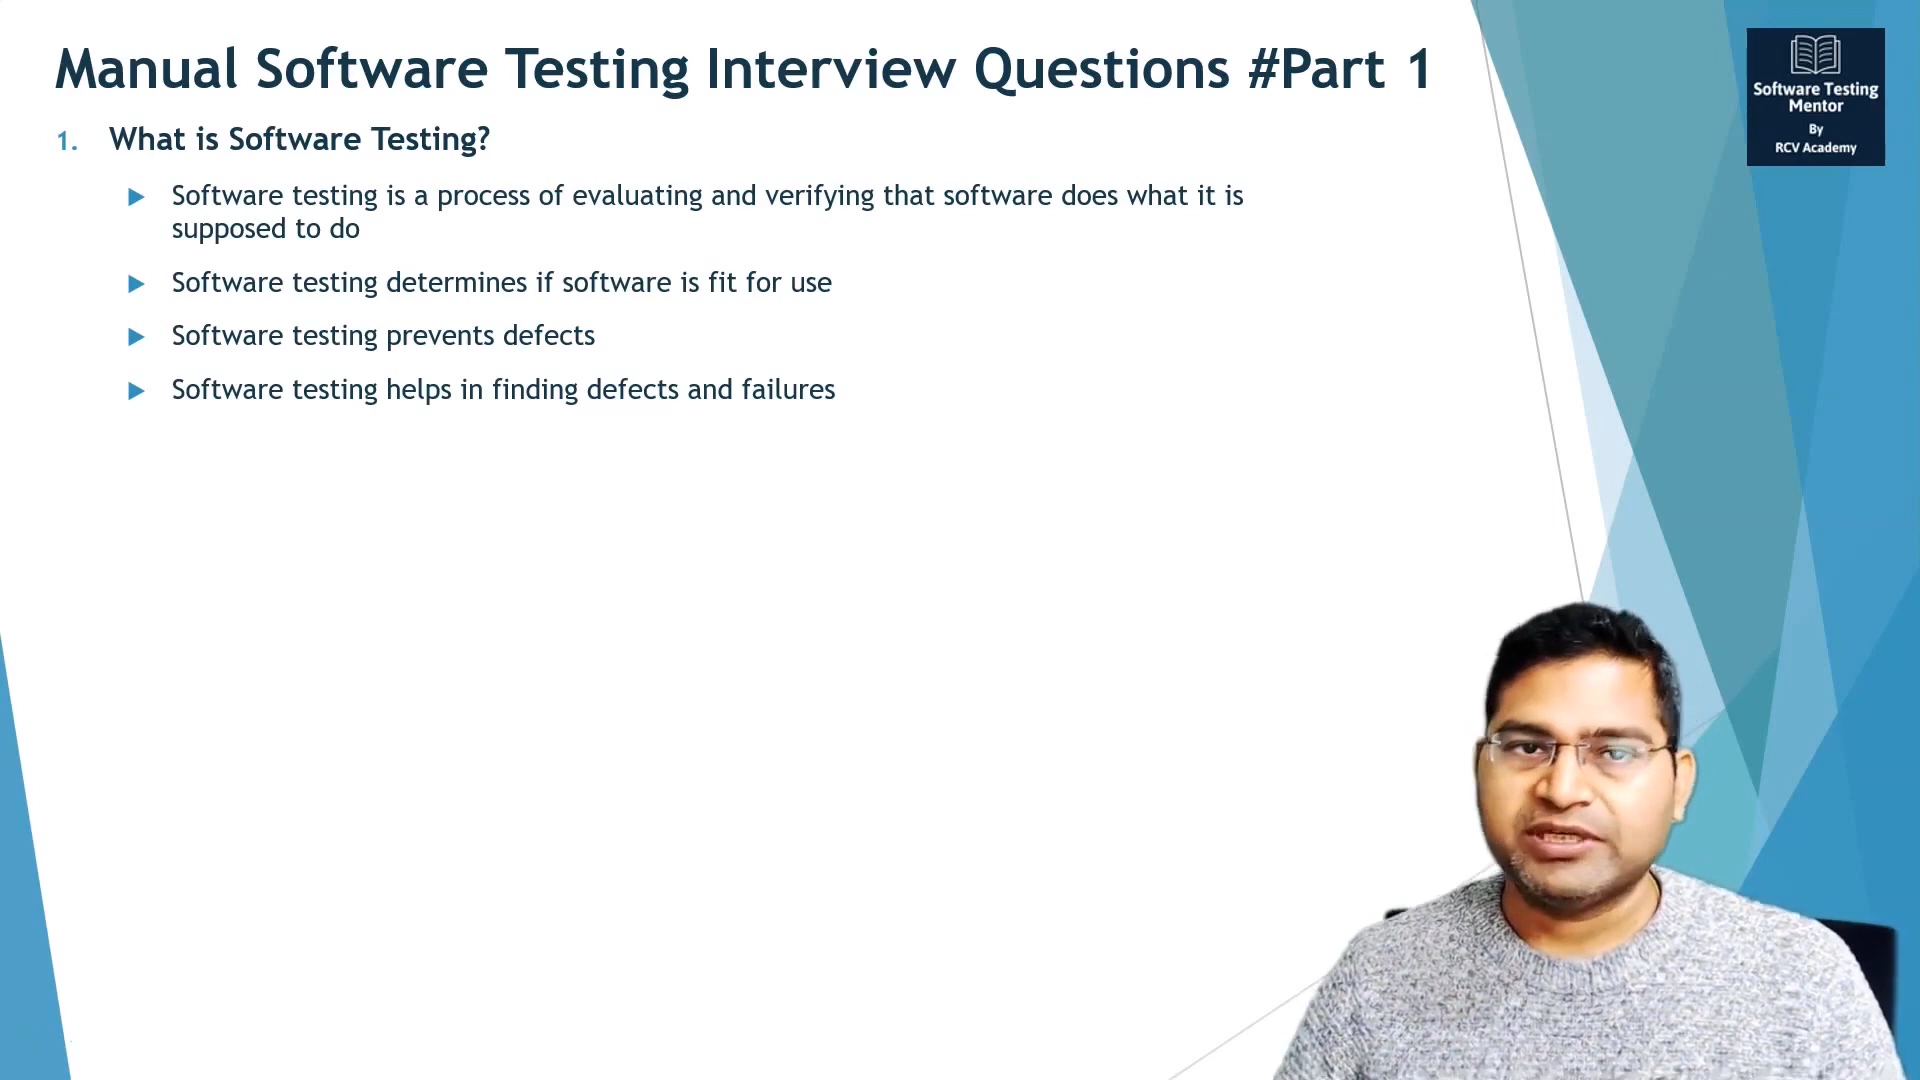 Manual Software Testing Interview Questions #Part 1
1. What is Software Testing?
Software testing is a process of evaluating and verifying that software does what it is
supposed to do
Software testing determines if software is fit for use
Software testing prevents defects
Software testing helps in finding defects and failures
Software Testing
Mentor
By
RCV Academy